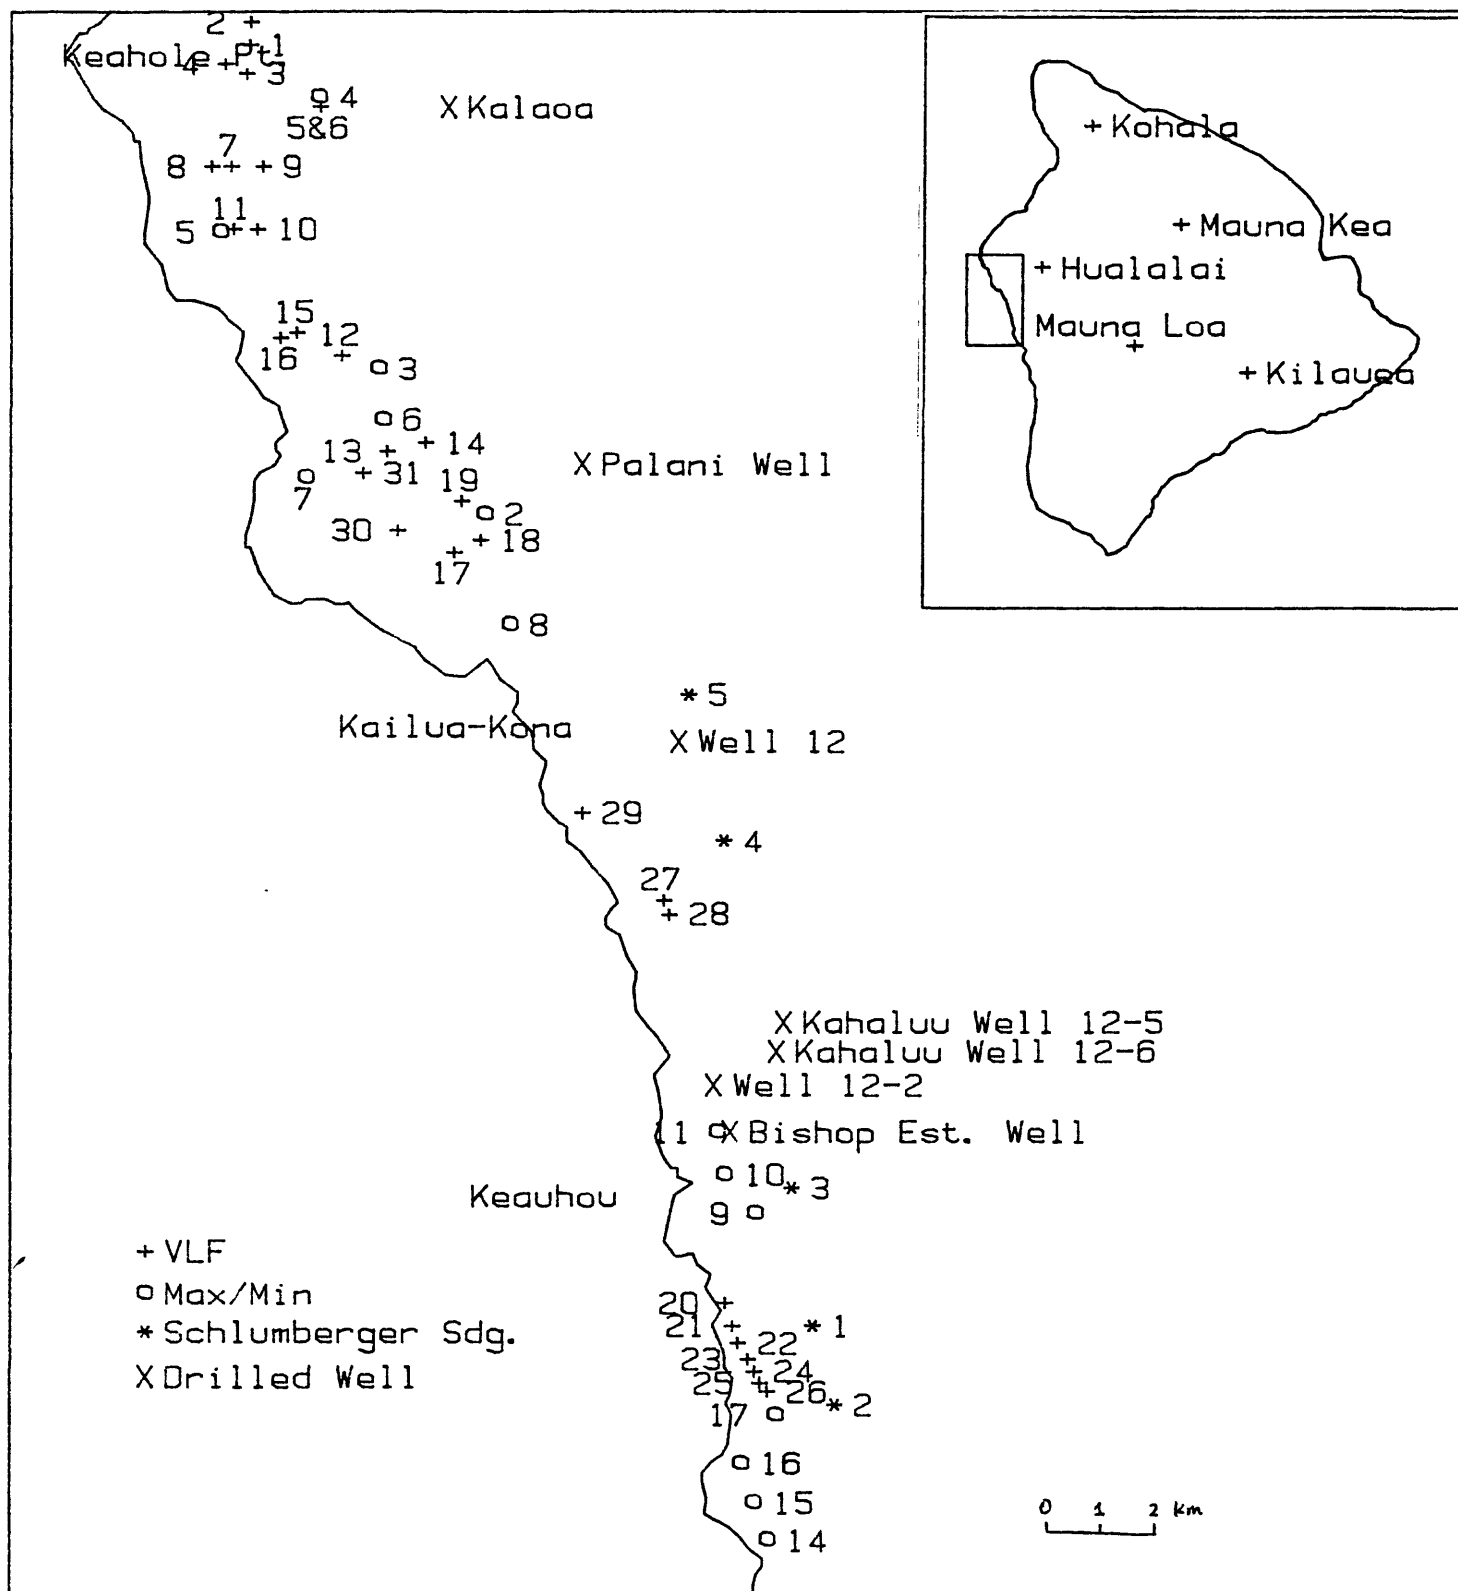 2
Keahole Pt.
1
4
3
4
X Kalaoa
5&6
7
8
9
11
5
10
15
12
16
3
6
13
14
31
19
X Palani Well
7
2
30
18
17
8
*5
Kailua-Kona
X Well 12
29
*4
27
28
X Kahaluu Well 12-5
X Kahaluu Well 12-6
X Well 12-2
11
X Bishop Est. Well
10
*3
Keauhou
9
20
21
*1
22
23
24
25
26
*2
17
16
15
14
+ VLF
o Max/Min
* Schlumberger Sdg.
X Drilled Well
0 1 2 km
+ Kohala
+ Mauna Kea
+ Hualalai
Mauna Loa
+ Kilauea